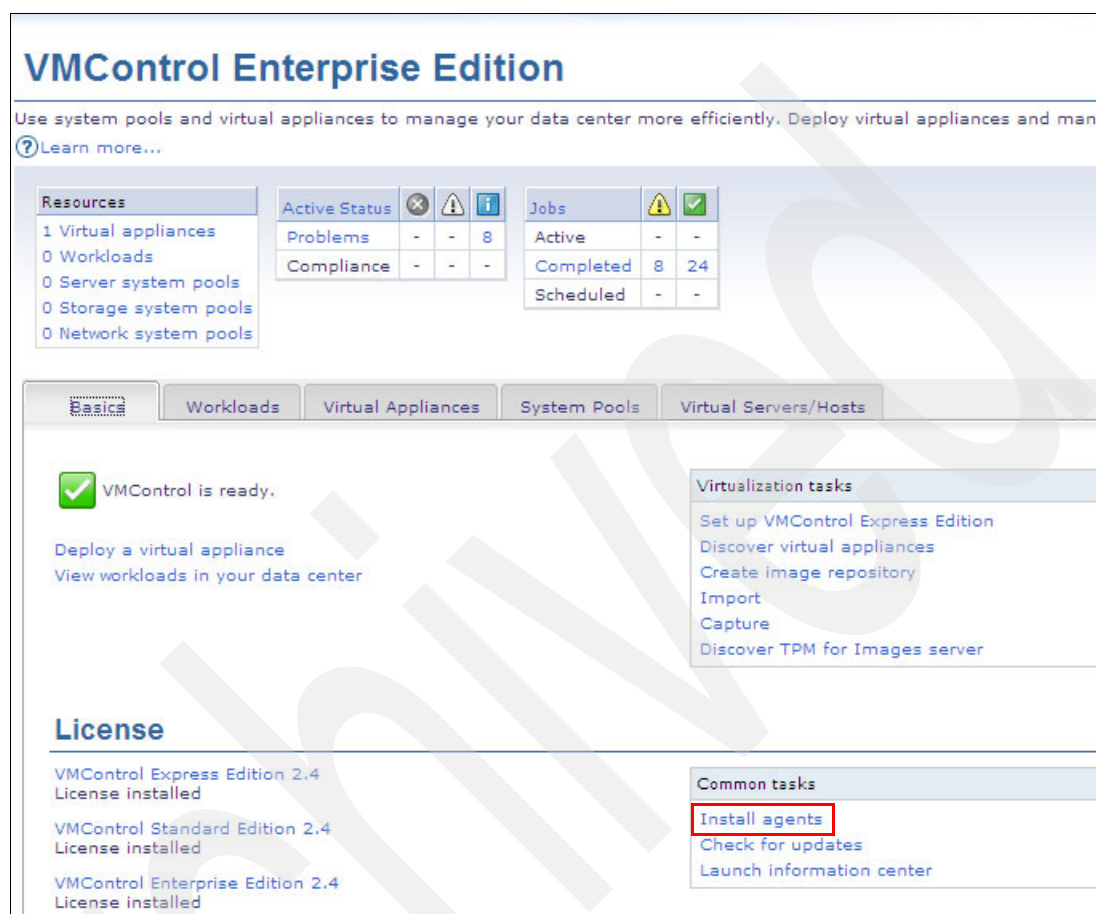 VMControl Enterprise Edition
Use system pools and virtual appliances to manage your data center more efficiently. Deploy virtual appliances and man
?Learn more...
Resources
1 Virtual appliances
0 Workloads
0 Server system pools
0 Storage system pools
0 Network system pools
Active Status
Problems - - 8
Compliance - - -
Jobs
Active - -
Completed 8 24
Scheduled - -
Basics Workloads Virtual Appliances System Pools Virtual Servers/Hosts
VMControl is ready.
Deploy a virtual appliance
View workloads in your data center
Virtualization tasks
Set up VMControl Express Edition
Discover virtual appliances
Create image repository
Import
Capture
Discover TPM for Images server
License
VMControl Express Edition 2.4
License installed
VMControl Standard Edition 2.4
License installed
VMControl Enterprise Edition 2.4
License installed
Common tasks
Install agents
Check for updates
Launch information center
hived